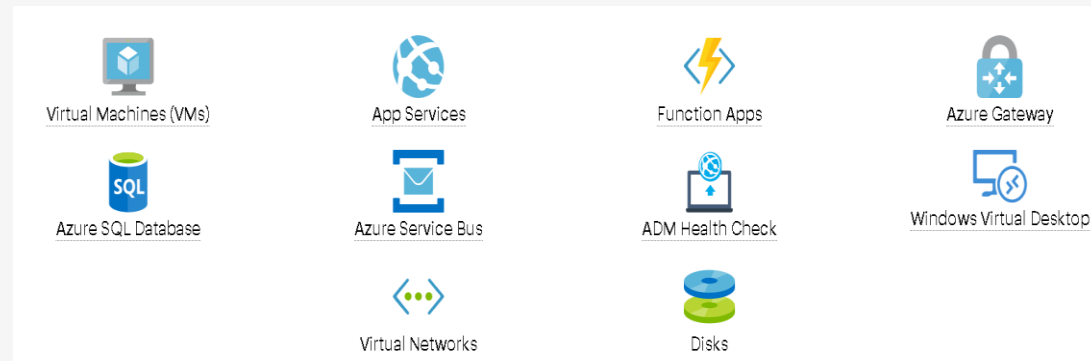 Virtual Machines (VMs)
App Services
Function Apps
Azure Gateway
SQL
Azure SQL Database
Azure Service Bus
ADM Health Check
Windows Virtual Desktop
Virtual Networks
Disks